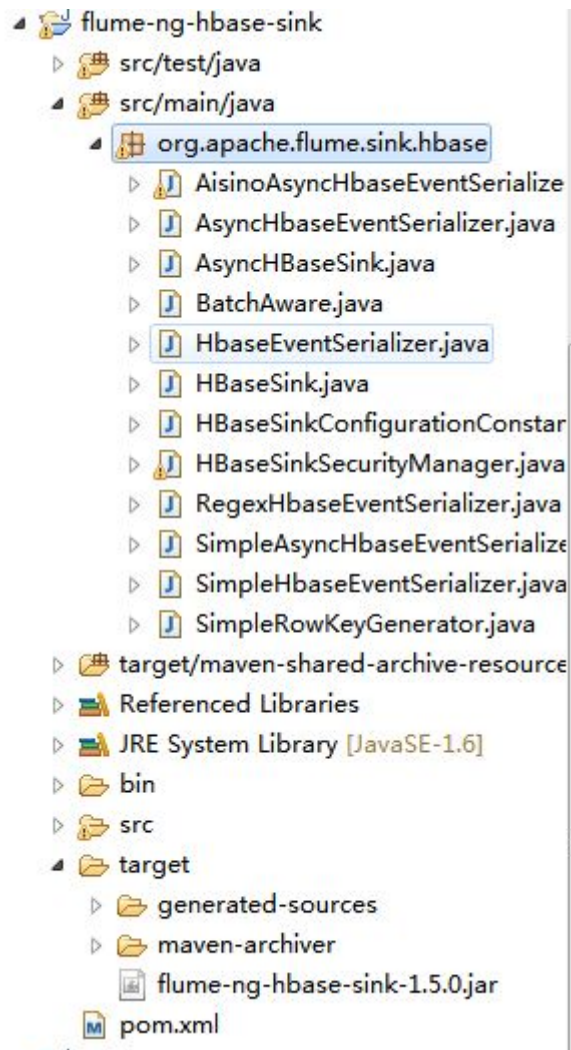 flume-ng-hbase-sink
src/test/java
src/main/java
org.apache.flume.sink.hbase
AisinoAsyncHbaseEventSerialize
AsyncHbaseEventSerializer.java
AsyncHBaseSink.java
BatchAware.java
HbaseEventSerializer.java
HBaseSink.java
HBaseSinkConfigurationConstan
HBaseSinkSecurityManager.java
RegexHbaseEventSerializer.java
SimpleAsyncHbaseEventSerialize
SimpleHbaseEventSerializer.java
SimpleRowKeyGenerator.java
target/maven-shared-archive-resource
Referenced Libraries
JRE System Library [JavaSE-1.6]
bin
src
target
generated-sources
maven-archiver
flume-ng-hbase-sink-1.5.0.jar
pom.xml